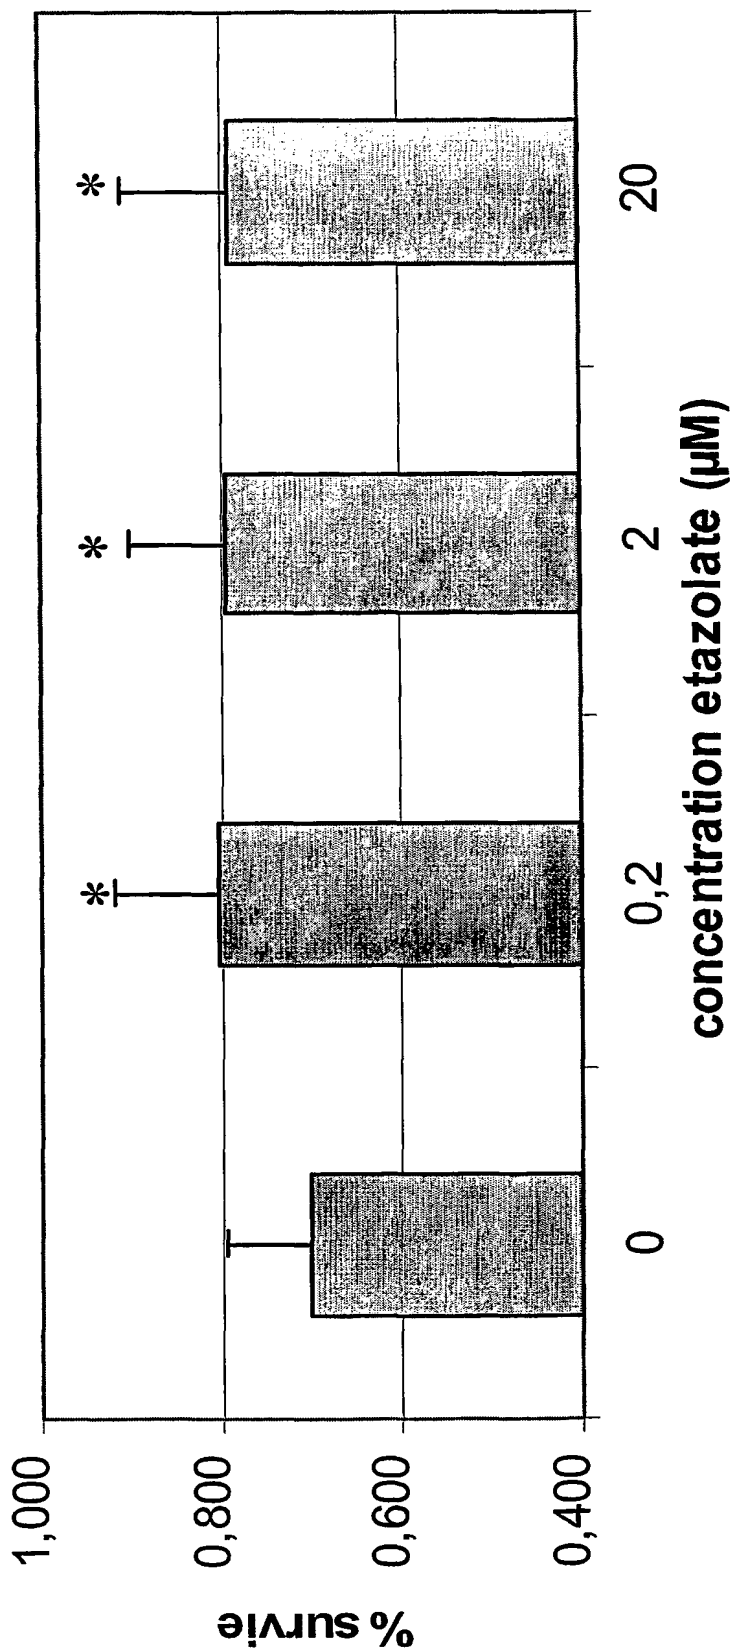 % survie
1,000
0,800
0,600
0,400
* * *
0 0,2 2 20
concentration etazolate (µM)